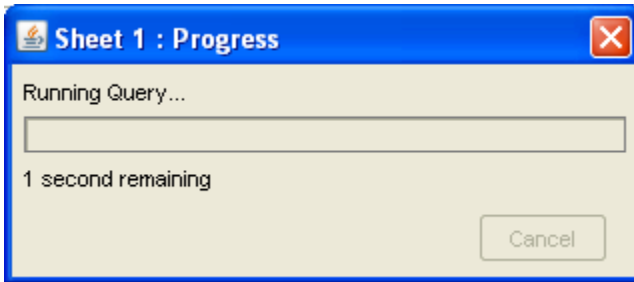 Sheet 1 : Progress
Running Query...
1 second remaining
Cancel